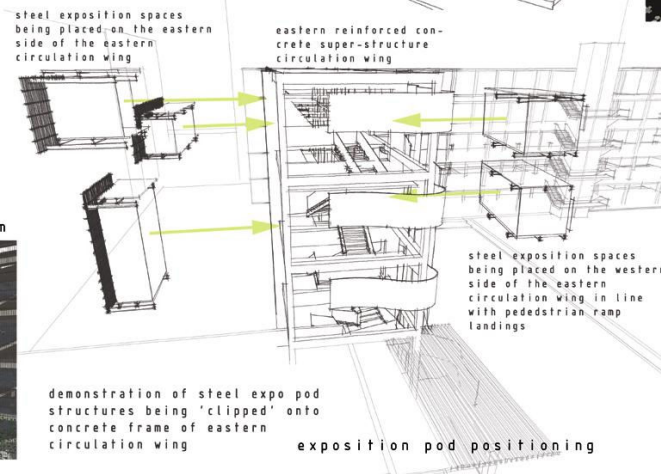 steel exposition spaces
being placed on the eastern
side of the eastern
circulation wing
eastern reinforced con-
crete super-structure
circulation wing
steel exposition spaces
being placed on the western
side of the eastern
circulation wing in line
with pededstrian ramp
landings
demonstration of steel expo pod
structures being 'clipped' onto
concrete frame of eastern
circulation wing
exposition pod positioning